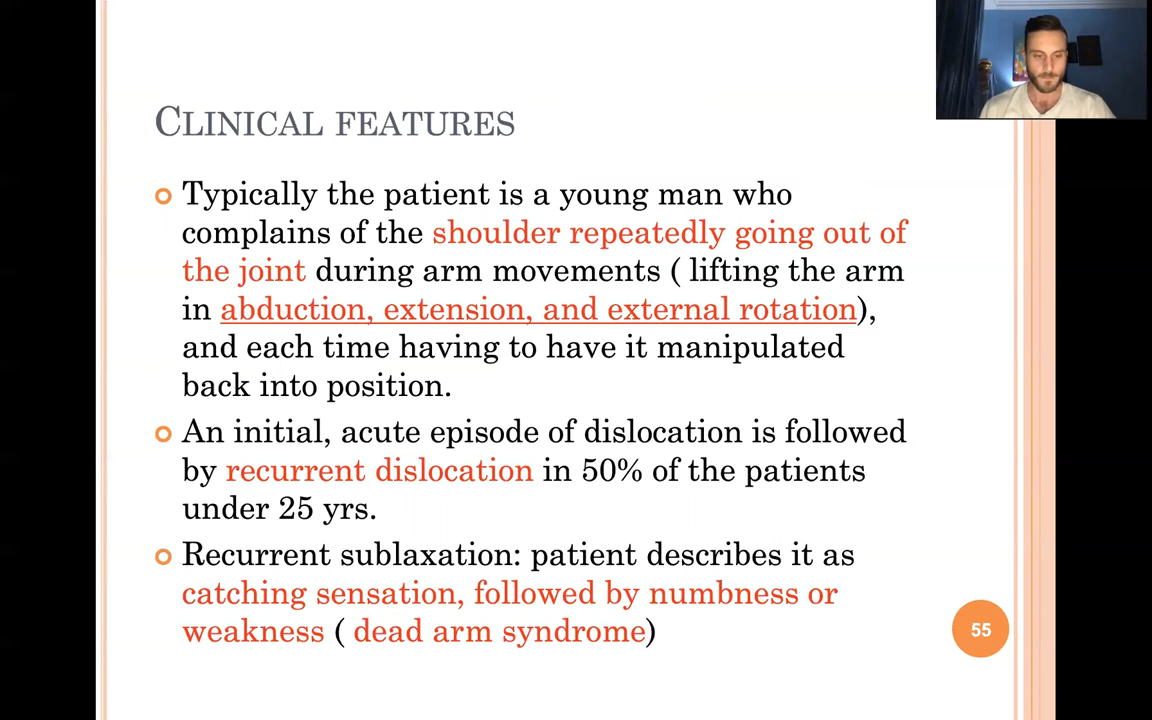 CLINICAL FEATURES
Typically the patient is a young man who
complains of the shoulder repeatedly going out of
the joint during arm movements ( lifting the arm
in abduction, extension, and external rotation),
and each time having to have it manipulated
back into position.
An initial, acute episode of dislocation is followed
by recurrent dislocation in 50% of the patients
under 25 yrs.
Recurrent sublaxation: patient describes it as
catching sensation, followed by numbness or
weakness ( dead arm syndrome)
55